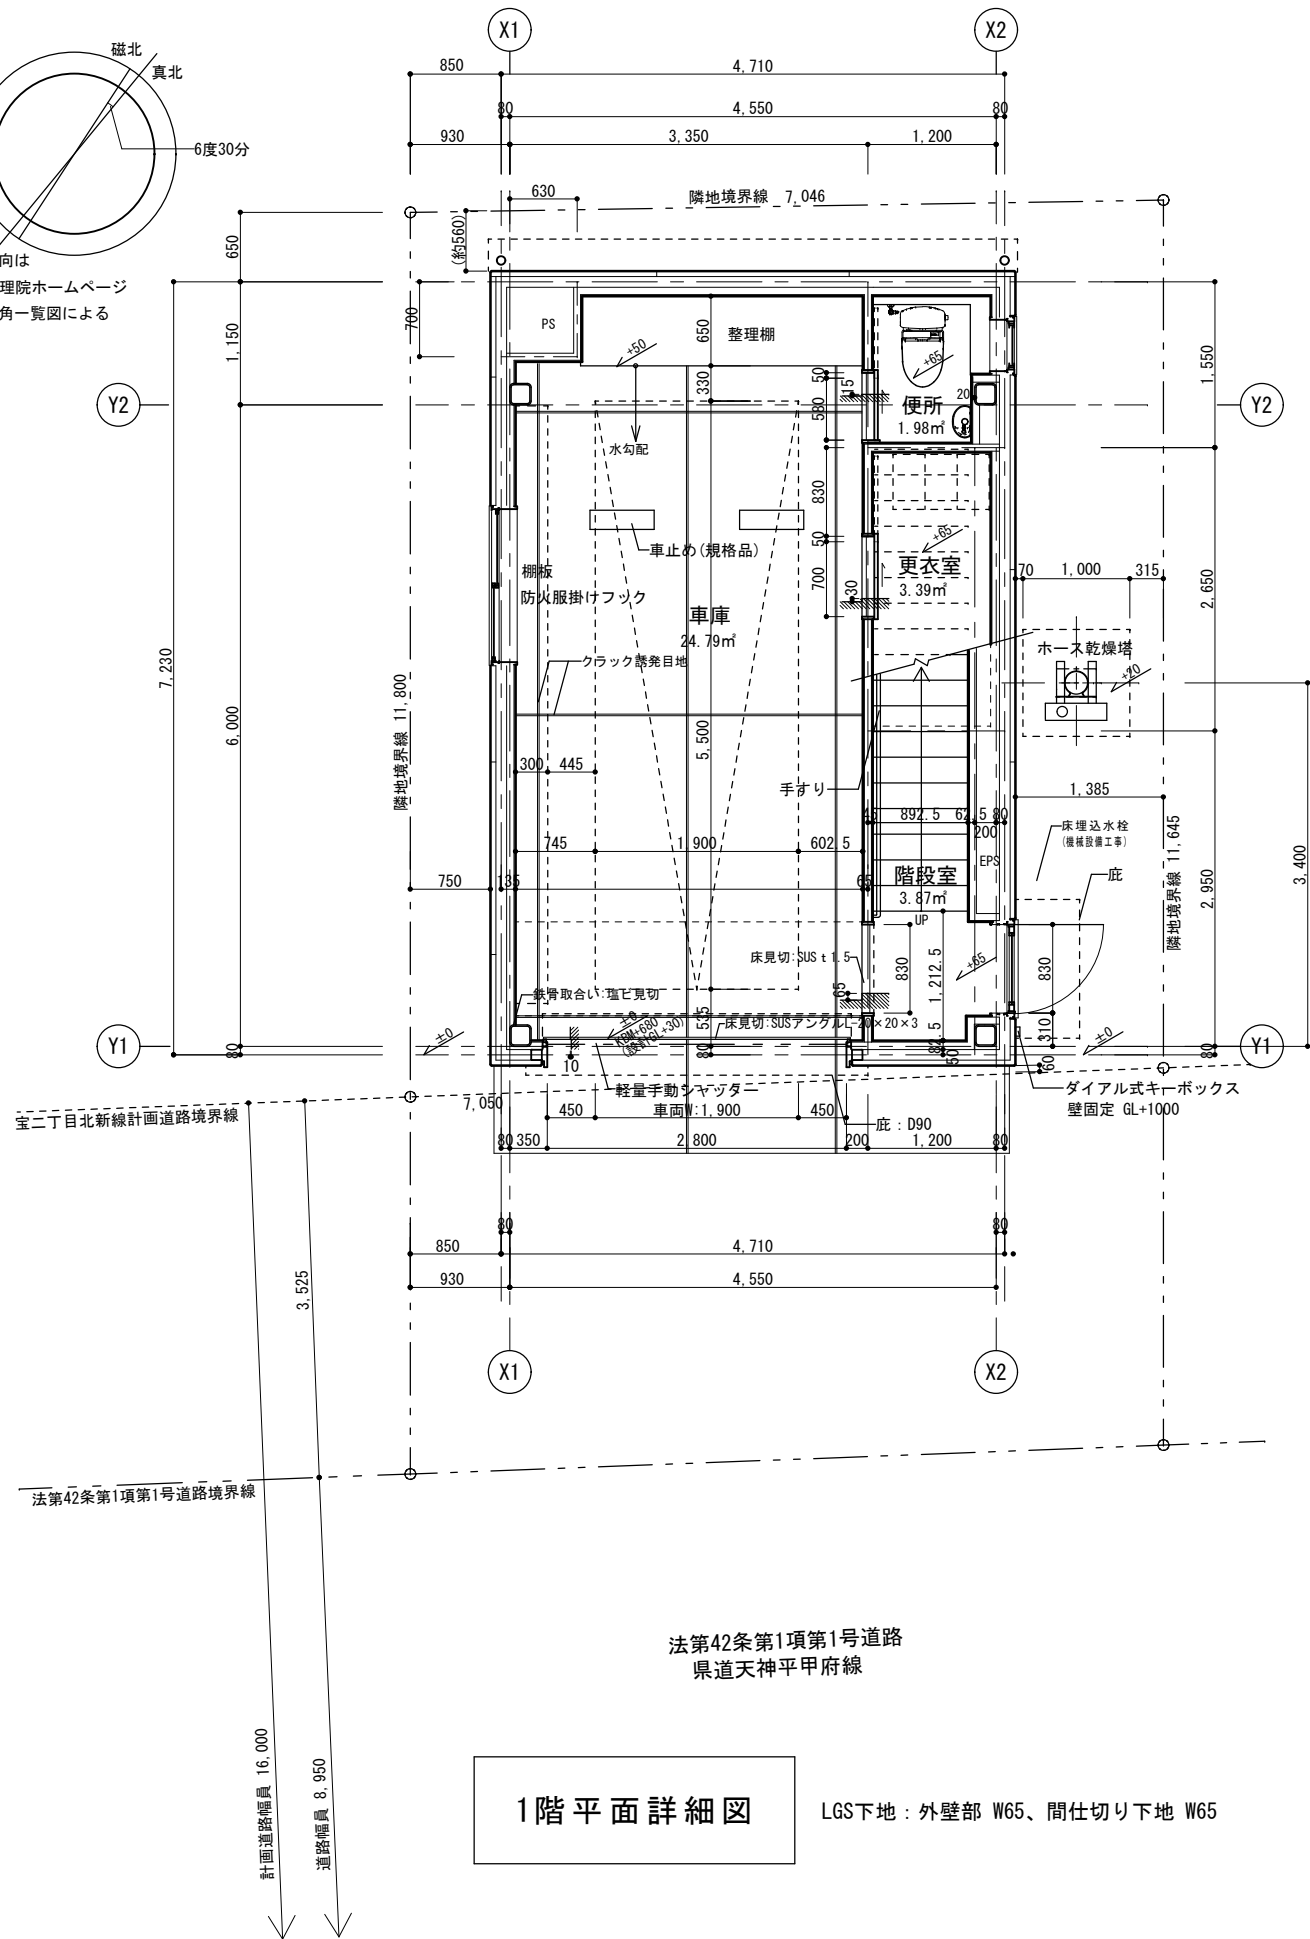 X1
X2
磁北
真北
6度30分
向は
理院ホームページ
角一覧図による
850
4,710
80
4,550
80
930
3,350
1,200
630
隣地境界線 7,046
(約560)
650
700
1,150
1,550
PS
650
整理棚
+50
+65
330
50
15
20
Y2
便所
1.98㎡
Y2
580
水勾配
830
車止め(規格品)
50
+65
棚板
防火服掛けフック
更衣室
3.39㎡
700
30
70
1,000
315
2,650
車庫
24.79㎡
7,230
クラック誘発目地
ホース乾燥塔
+20
隣地境界線 11,800
6,000
5,500
300
445
手すり
1,385
45
892.5
62.5
80
200
床埋込水栓
(機械設備工事)
隣地境界線 11,645
3,400
745
1,900
602.5
EPS
庇
750
135
65
階段室
3.87㎡
2,950
UP
床見切:SUS t1.5
830
1,212.5
+65
830
65
鉄骨取合い:塩ビ見切
535
±0
KBM+680
(設計GL+30)
床見切:SUSアングルL-20×20×3
82.5
310
Y1
±0
±0
Y1
80
10
80
50
60
80
軽量手動シャッター
ダイアル式キーボックス
壁固定 GL+1000
宝二丁目北新線計画道路境界線
7,050
450
車両W:1,900
450
庇:D90
80
350
2,800
200
1,200
80
80
80
850
4,710
930
4,550
3,525
X1
X2
法第42条第1項第1号道路境界線
法第42条第1項第1号道路
県道天神平甲府線
計画道路幅員 16,000
道路幅員 8,950
1階平面詳細図
LGS下地:外壁部 W65、間仕切り下地 W65